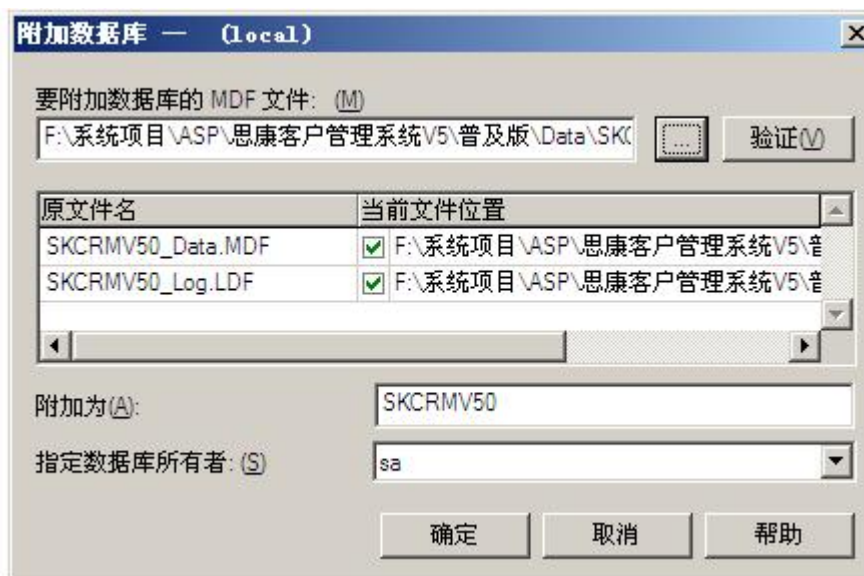 附加数据库 — (local)
要附加数据库的 MDF 文件: (M)
F:\系统项目\ASP\思康客户管理系统V5\普及版\Data\SK
... 验证(V)
原文件名 当前文件位置
SKCRMV50_Data.MDF F:\系统项目\ASP\思康客户管理系统V5\
SKCRMV50_Log.LDF F:\系统项目\ASP\思康客户管理系统V5\
附加为(A): SKCRMV50
指定数据库所有者: (S) sa
确定 取消 帮助